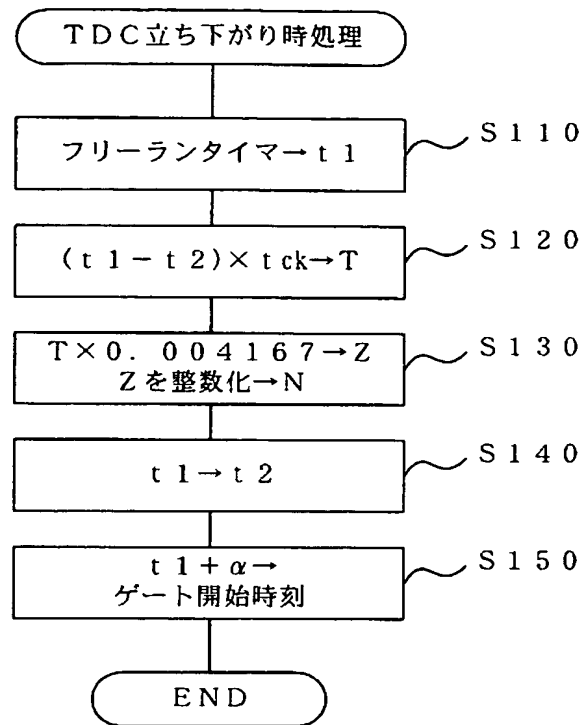 TDC立ち下がり時処理
フリーランタイマ→t1
S110
(t1-t2)×tck→T
S120
T×0.004167→Z
Zを整数化→N
S130
t1→t2
S140
t1+α→
ゲート開始時刻
S150
END